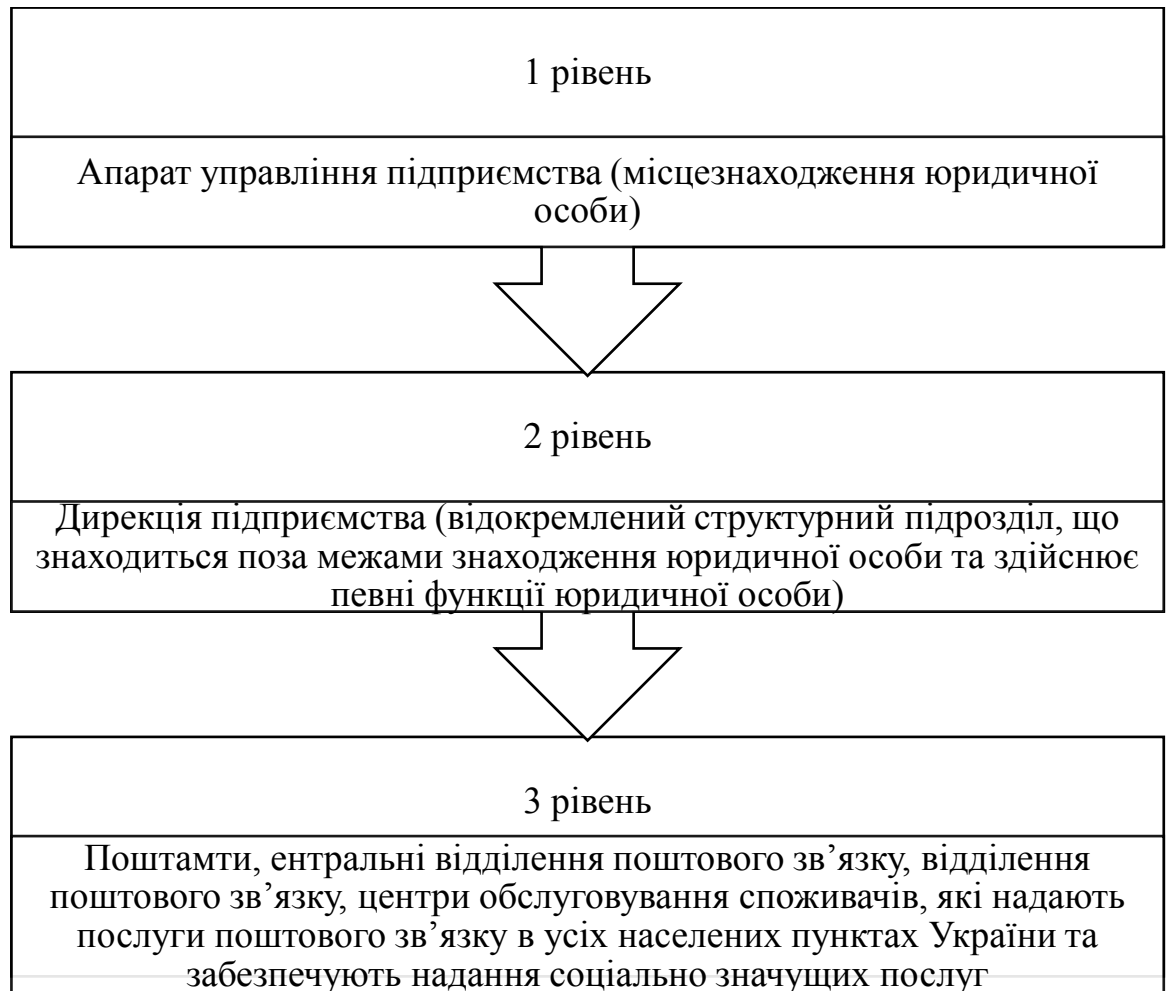 1 рівень
Апарат управління підприємства (місцезнаходження юридичної
особи)
2 рівень
Дирекція підприємства (відокремлений структурний підрозділ, що
знаходиться поза межами знаходження юридичної особи та здійснює
певні функції юридичної особи)
3 рівень
Поштамти, ентральні відділення поштового зв’язку, відділення
поштового зв’язку, центри обслуговування споживачів, які надають
послуги поштового зв’язку в усіх населених пунктах України та
забезпечують надання соціально значущих послуг